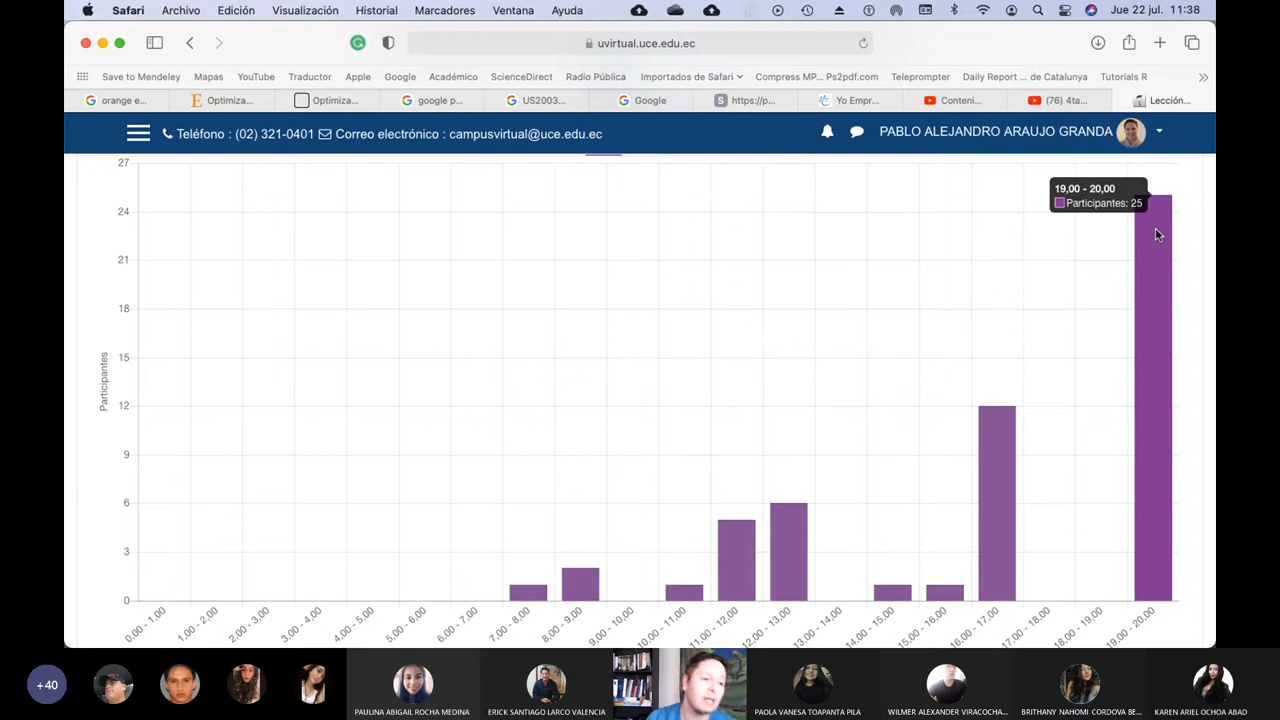 Safari Archivo Edición Visualización Historial Marcadores Ventana Ayuda Jue 22 jul. 11:38
uvirtual.uce.edu.ec
Save to Mendeley Mapas YouTube Traductor Apple Google Académico ScienceDirect Radio Pública Importados de Safari Compress MP... Ps2pdf.com Teleprompter Daily Report ... de Catalunya Tutorials R
orange e... Optimiza... Optimiza... google p... US2003... Google https://p... Yo Empr... Conteni... (76) 4ta... Lección...
Teléfono : (02) 321-0401 Correo electrónico : campusvirtual@uce.edu.ec PABLO ALEJANDRO ARAUJO GRANDA
27
19,00 - 20,00
Participantes: 25
24
21
18
15
Participantes
12
9
6
3
0
0,00 - 1,00 1,00 - 2,00 2,00 - 3,00 3,00 - 4,00 4,00 - 5,00 5,00 - 6,00 6,00 - 7,00 7,00 - 8,00 8,00 - 9,00 9,00 - 10,00 10,00 - 11,00 11,00 - 12,00 12,00 - 13,00 13,00 - 14,00 14,00 - 15,00 15,00 - 16,00 16,00 - 17,00 17,00 - 18,00 18,00 - 19,00 19,00 - 20,00
+40 PAULINA ABIGAIL ROCHA MEDINA ERICK SANTIAGO LARCO VALENCIA PAOLA VANESA TOAPANTA PILA WILMER ALEXANDER VIRACOCHA... BRITHANY NAHOMI CORDOVA BE... KAREN ARIEL OCHOA ABAD